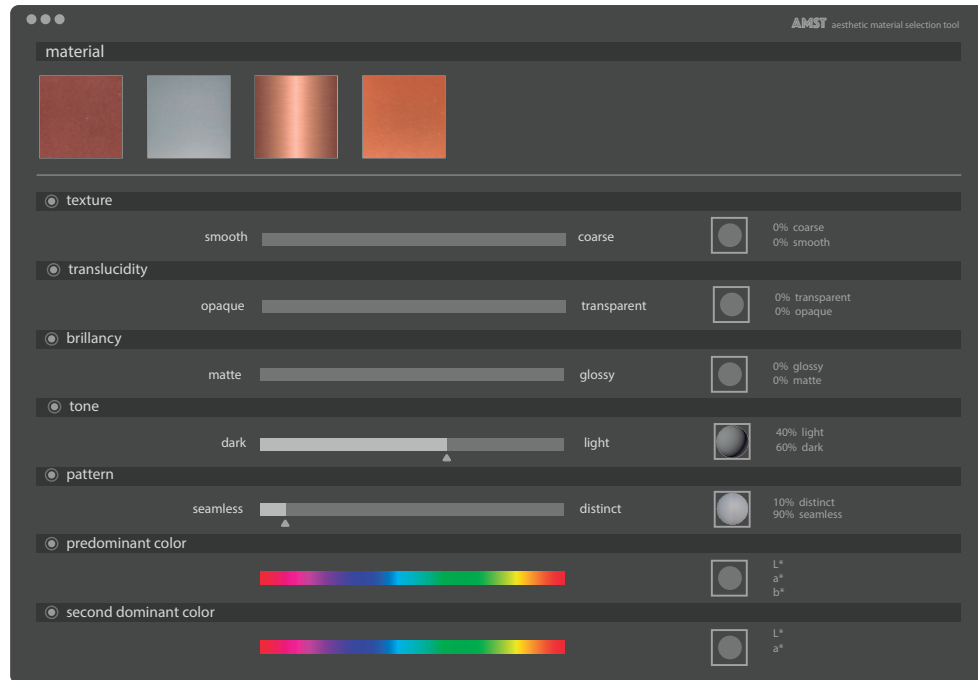 AMST aesthetic material selection tool
material
texture
smooth coarse
0% coarse
0% smooth
translucidity
opaque transparent
0% transparent
0% opaque
brillancy
matte glossy
0% glossy
0% matte
tone
dark light
40% light
60% dark
pattern
seamless distinct
10% distinct
90% seamless
predominant color
L*
a*
b*
second dominant color
L*
a*